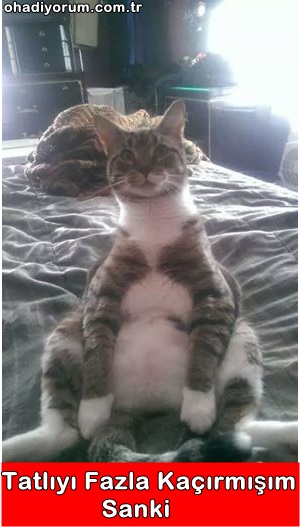 ohadiyorum.com.tr
Tatlıyı Fazla Kaçırmışım
Sanki